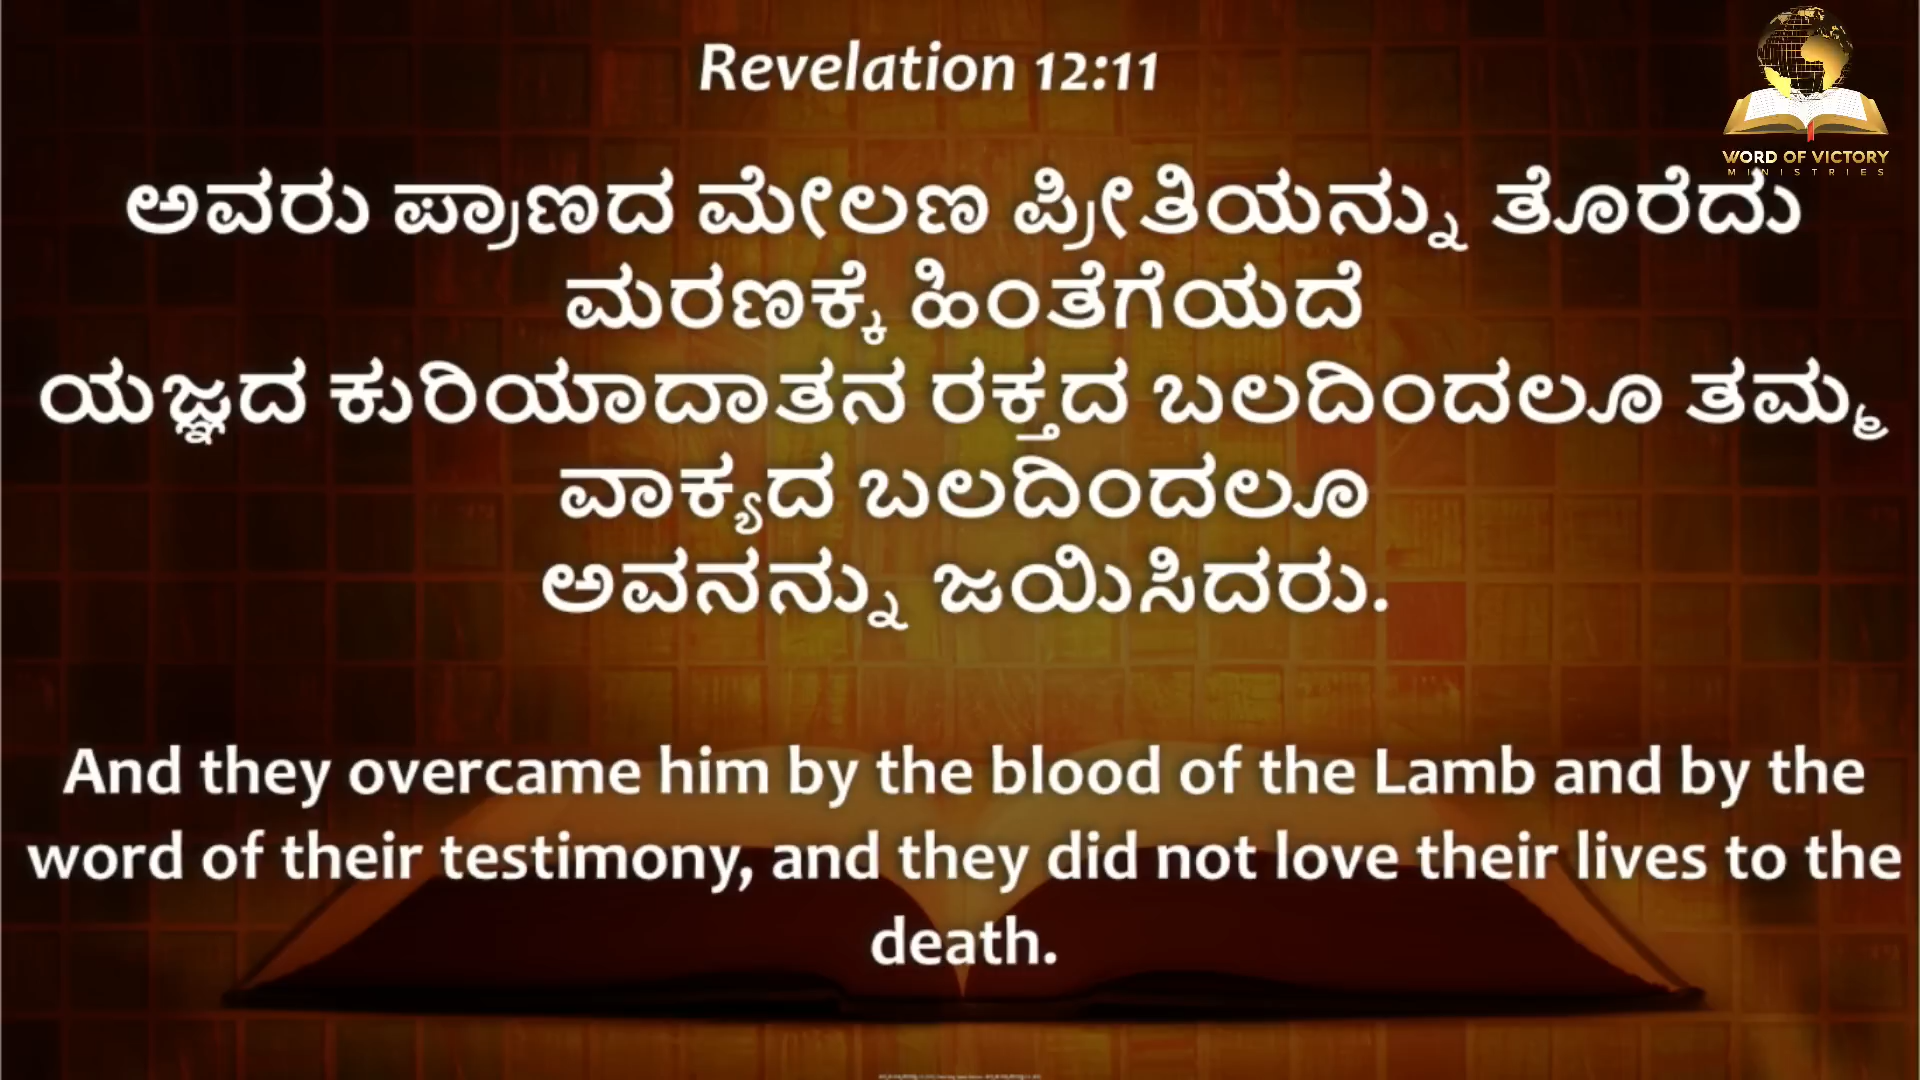 Revelation 12:11
WORD OF VICTORY
MINISTRIES
ಅವರು ಪ್ರಾಣದ ಮೇಲಣ ಪ್ರೀತಿಯನ್ನು ತೊರೆದು
ಮರಣಕ್ಕೆ ಹಿಂತೆಗೆಯದೆ
ಯಜ್ಞದ ಕುರಿಯಾದಾತನ ರಕ್ತದ ಬಲದಿಂದಲೂ ತಮ್ಮ
ವಾಕ್ಯದ ಬಲದಿಂದಲೂ
ಅವನನ್ನು ಜಯಿಸಿದರು.
And they overcame him by the blood of the Lamb and by the
word of their testimony, and they did not love their lives to the
death.